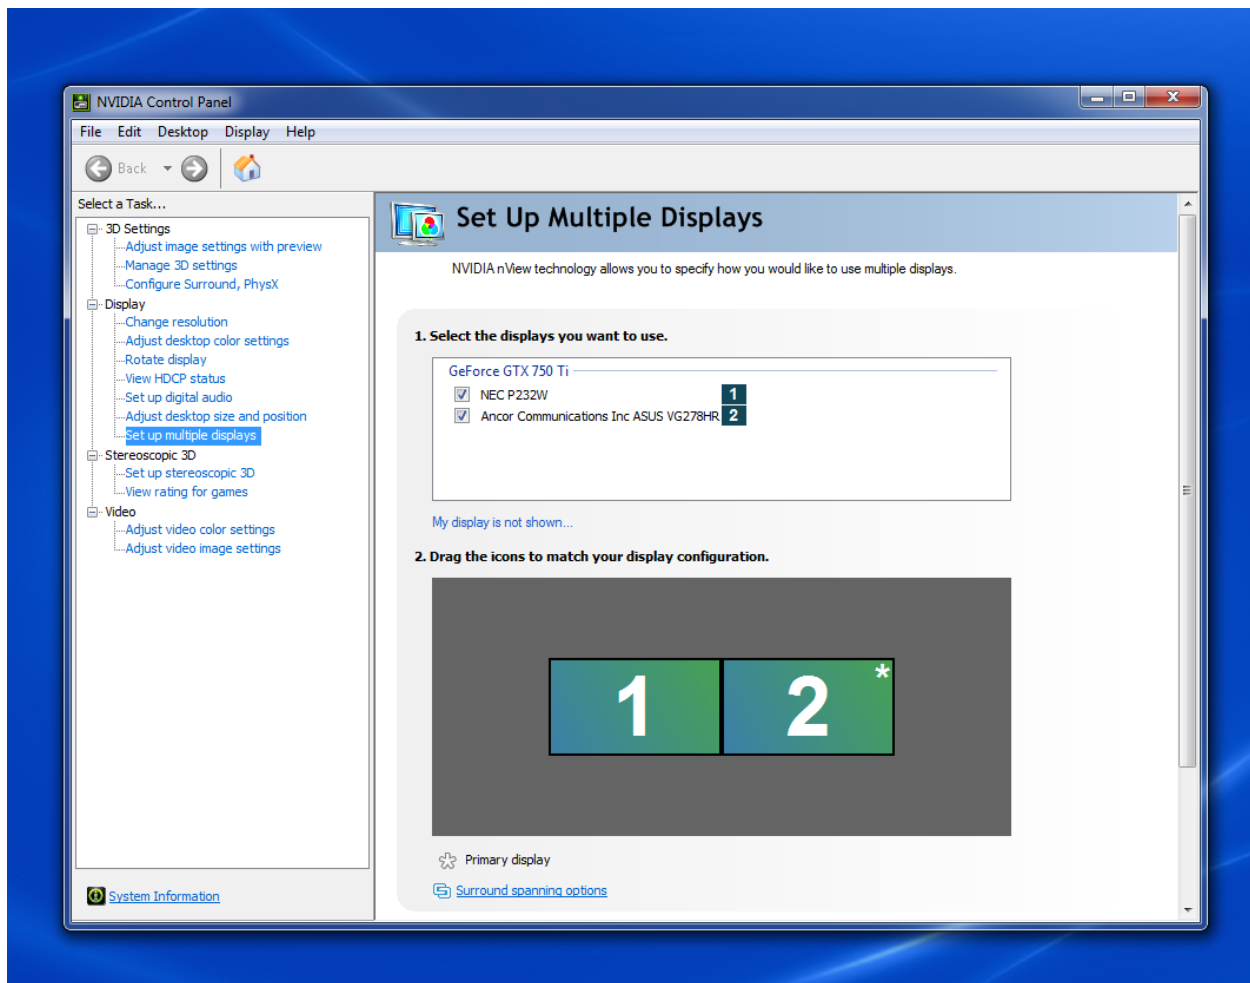 NVIDIA Control Panel
File Edit Desktop Display Help
Back
Select a Task...
3D Settings
Adjust image settings with preview
Manage 3D settings
Configure Surround, PhysX
Display
Change resolution
Adjust desktop color settings
Rotate display
View HDCP status
Set up digital audio
Adjust desktop size and position
Set up multiple displays
Stereoscopic 3D
Set up stereoscopic 3D
View rating for games
Video
Adjust video color settings
Adjust video image settings
System Information
Set Up Multiple Displays
NVIDIA nView technology allows you to specify how you would like to use multiple displays.
1. Select the displays you want to use.
GeForce GTX 750 Ti
NEC P232W 1
Ancor Communications Inc ASUS VG278HR 2
My display is not shown...
2. Drag the icons to match your display configuration.
1 2 *
Primary display
Surround spanning options